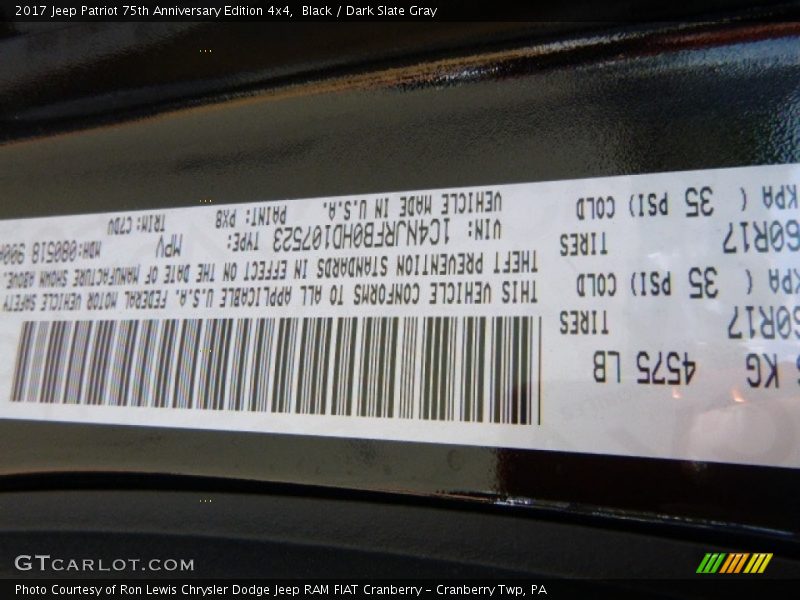 2017 Jeep Patriot 75th Anniversary Edition 4x4, Black / Dark Slate Gray
KG 4575 LB
60R17 TIRES
KPA ( 35 PSI) COLD
60R17 TIRES
KPA ( 35 PSI) COLD
THIS VEHICLE CONFORMS TO ALL APPLICABLE U.S.A. FEDERAL MOTOR VEHICLE SAFETY
THEFT PREVENTION STANDARDS IN EFFECT ON THE DATE OF MANUFACTURE SHOWN ABOVE.
VIN: 1C4NJRFB0HD107523 TYPE: MPV MDH:080518
VEHICLE MADE IN U.S.A. PAINT: PX8 TRIM: C7DV
GTCARLOT.COM
Photo Courtesy of Ron Lewis Chrysler Dodge Jeep RAM FIAT Cranberry – Cranberry Twp, PA